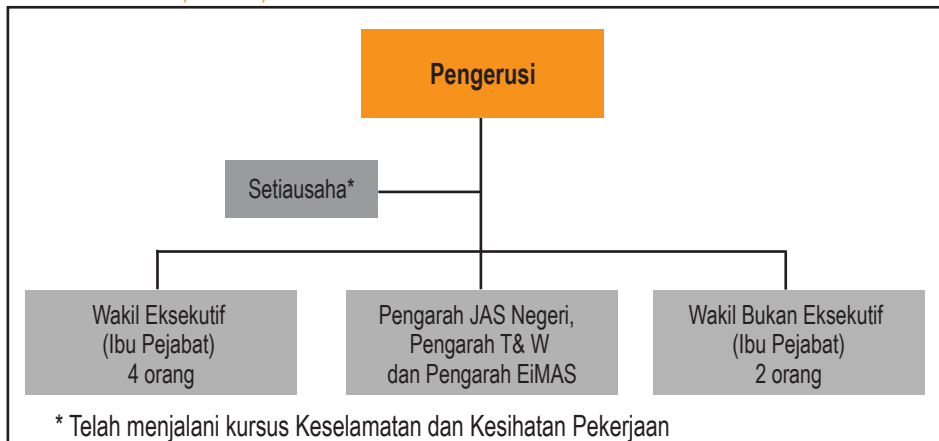 Pengerusi
Setiausaha*
Wakil Eksekutif
(Ibu Pejabat)
4 orang
Pengarah JAS Negeri,
Pengarah T& W
dan Pengarah EiMAS
Wakil Bukan Eksekutif
(Ibu Pejabat)
2 orang
* Telah menjalani kursus Keselamatan dan Kesihatan Pekerjaan